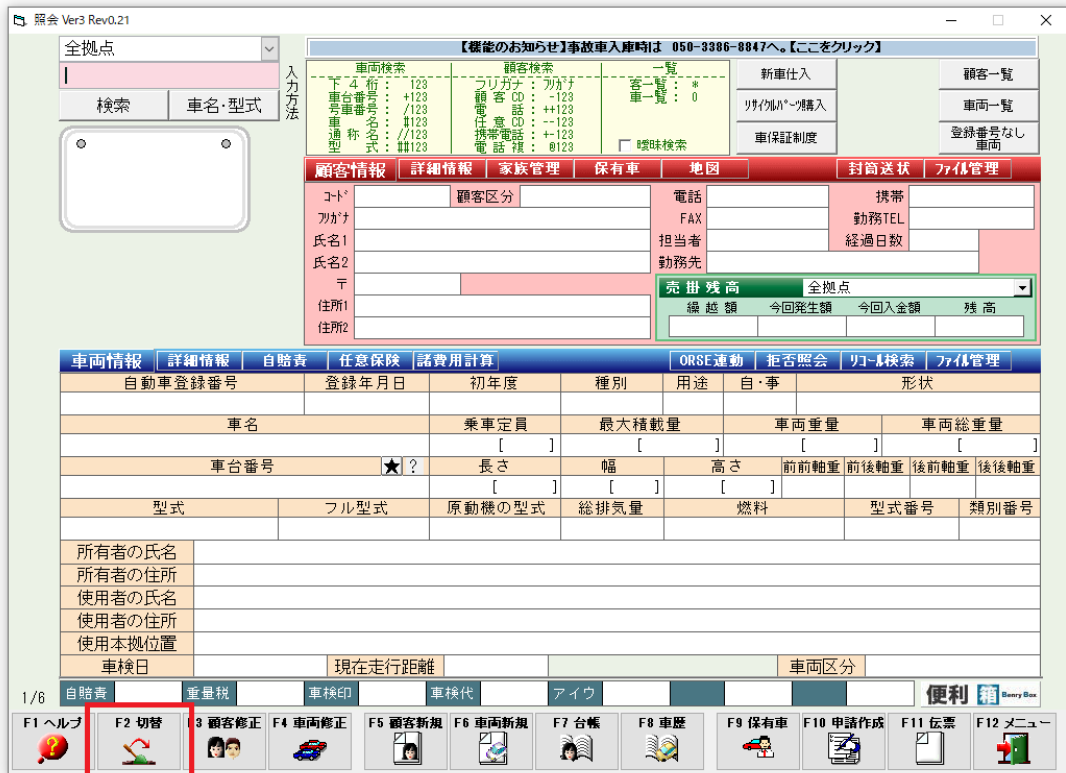 照会 Ver3 Rev0.21
全拠点
【機能のお知らせ】事故車入庫時は 050-3386-8847へ。【ここをクリック】
検索 車名・型式
入力方法
車両検索 顧客検索 一覧
下4桁: 123 フリガナ: フリガナ 客一覧: *
車台番号: +123 顧客CD: -123 車一覧: 0
号車番号: /123 電話: ++123
車名: #123 任意CD: --123
通称名: //123 携帯電話: +-123
型式: ##123 電話複: @123 曖昧検索
新車仕入 顧客一覧
リサイクルパーツ購入 車両一覧
車保証制度 登録番号なし車両
顧客情報 詳細情報 家族管理 保有車 地図 封筒送状 ファイル管理
コード 顧客区分 電話 携帯
フリガナ FAX 勤務TEL
氏名1 担当者 経過日数
氏名2 勤務先
〒 売掛残高 全拠点
住所1 繰越額 今回発生額 今回入金額 残高
住所2
車両情報 詳細情報 自賠責 任意保険 諸費用計算 ORSE連動 拒否照会 リコール検索 ファイル管理
自動車登録番号 登録年月日 初年度 種別 用途 自・事 形状
車名 乗車定員 最大積載量 車両重量 車両総重量
[ ] [ ] [ ] [ ]
車台番号 ★ ? 長さ 幅 高さ 前前軸重 前後軸重 後前軸重 後後軸重
[ ] [ ] [ ]
型式 フル型式 原動機の型式 総排気量 燃料 型式番号 類別番号
所有者の氏名
所有者の住所
使用者の氏名
使用者の住所
使用本拠位置
車検日 現在走行距離 車両区分
1/6 自賠責 重量税 車検印 車検代 アイウ 便利箱 Benry Box
F1 ヘルプ F2 切替 F3 顧客修正 F4 車両修正 F5 顧客新規 F6 車両新規 F7 台帳 F8 車歴 F9 保有車 F10 申請作成 F11 伝票 F12 メニュー